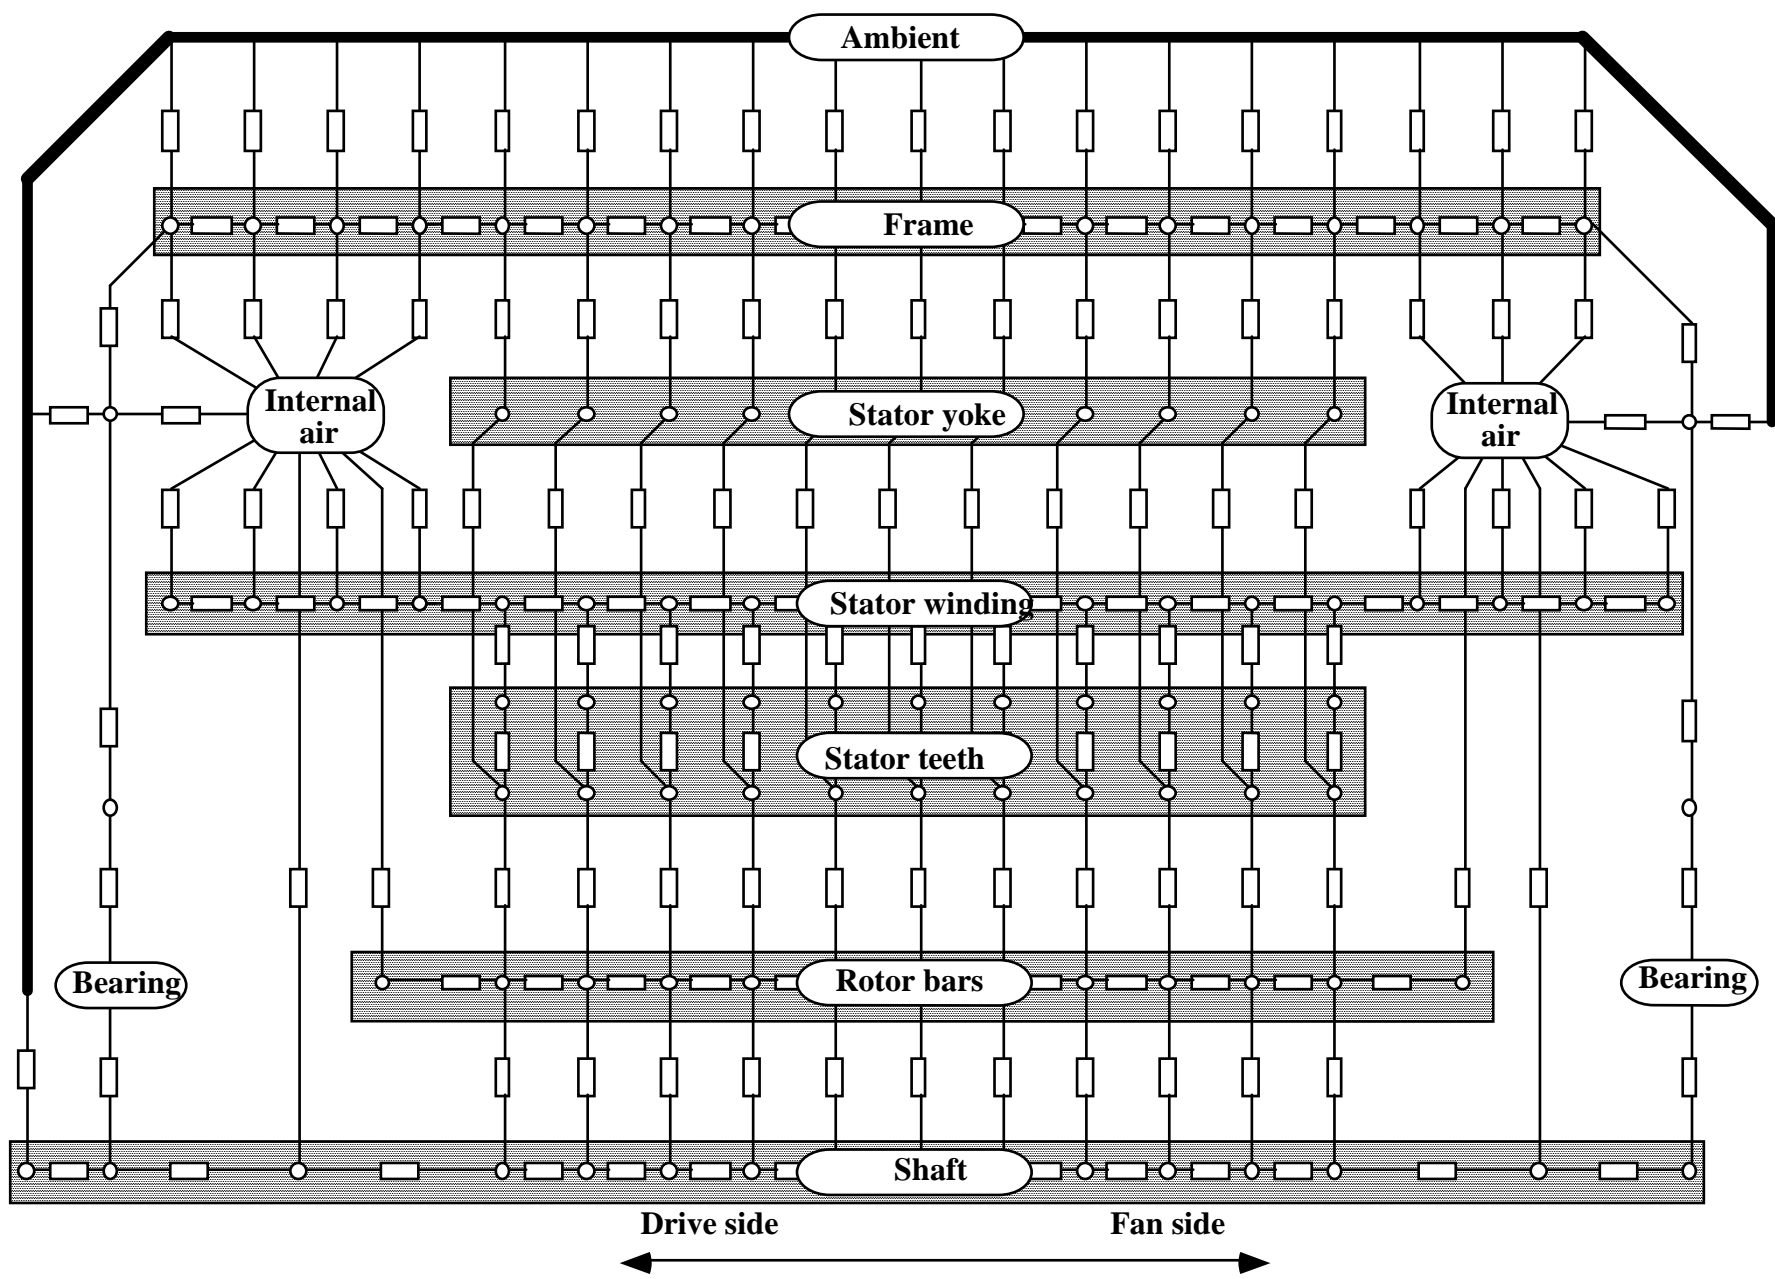 Ambient
Frame
Internal
air
Stator yoke
Internal
air
Stator winding
Stator teeth
Bearing
Rotor bars
Bearing
Shaft
Drive side
Fan side